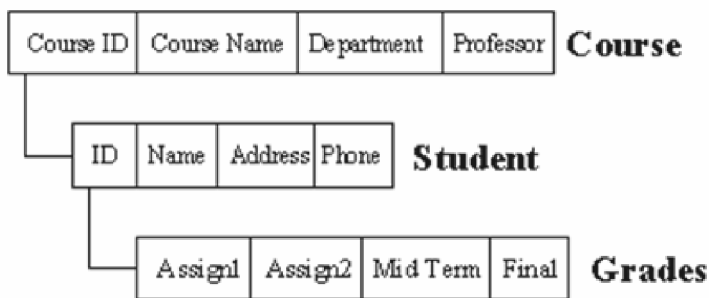 Course ID Course Name Department Professor Course
ID Name Address Phone Student
Assign1 Assign2 Mid Term Final Grades